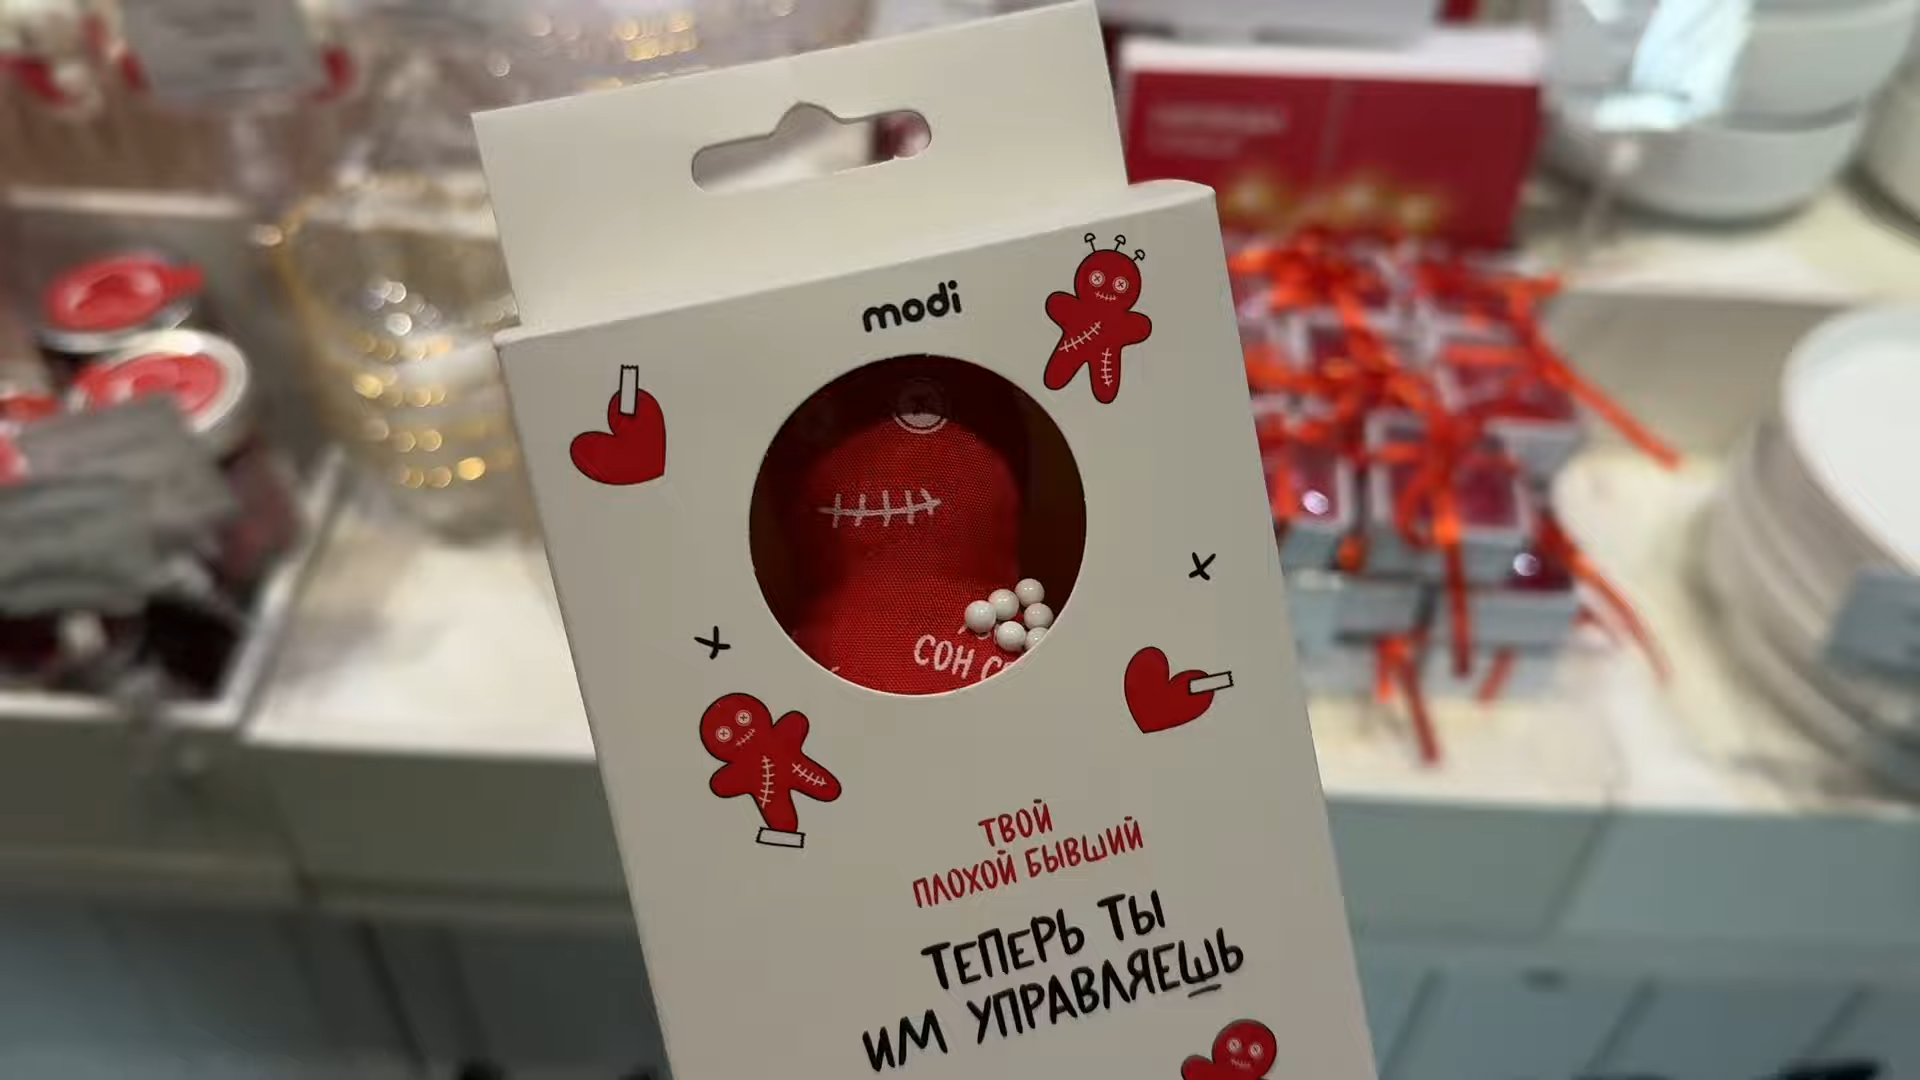 modi
СОН
ТВОЙ
ПЛОХОЙ БЫВШИЙ
ТЕПЕРЬ ТЫ
ИМ УПРАВЛЯЕШЬ